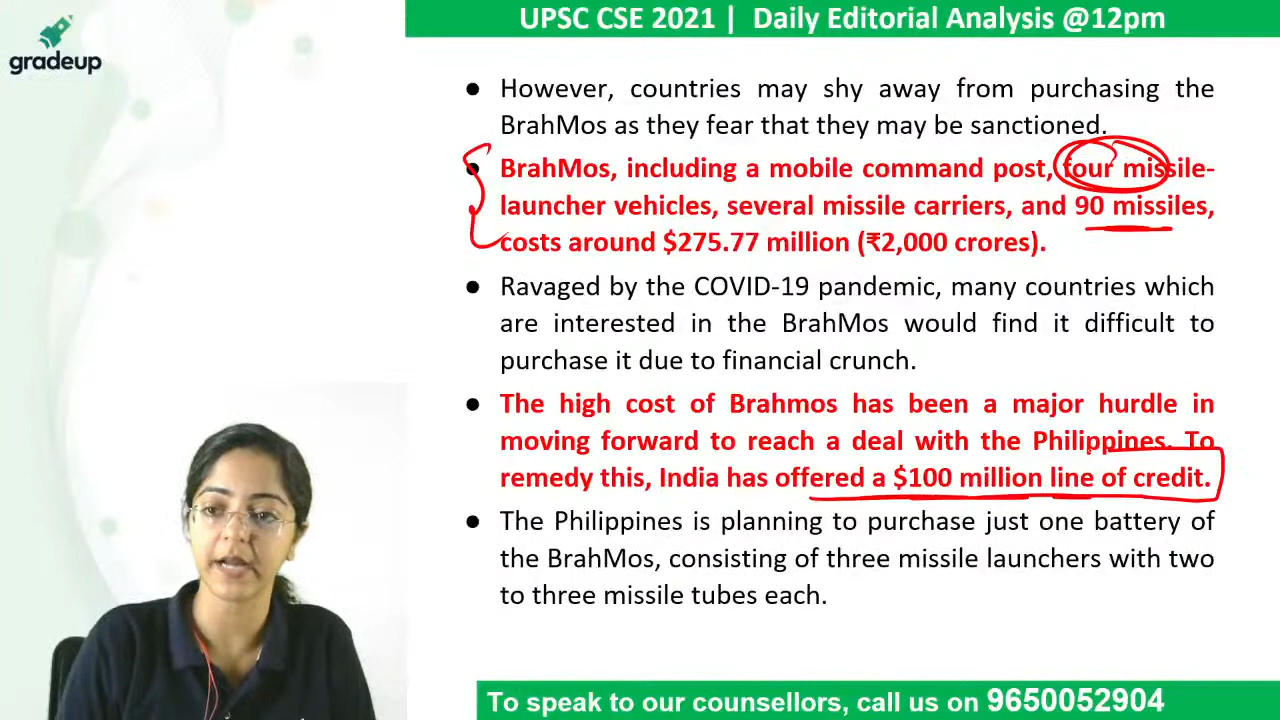 UPSC CSE 2021 | Daily Editorial Analysis @12pm
gradeup
● However, countries may shy away from purchasing the
BrahMos as they fear that they may be sanctioned.
● BrahMos, including a mobile command post, four missile-
launcher vehicles, several missile carriers, and 90 missiles,
costs around $275.77 million (₹2,000 crores).
● Ravaged by the COVID-19 pandemic, many countries which
are interested in the BrahMos would find it difficult to
purchase it due to financial crunch.
● The high cost of Brahmos has been a major hurdle in
moving forward to reach a deal with the Philippines. To
remedy this, India has offered a $100 million line of credit.
● The Philippines is planning to purchase just one battery of
the BrahMos, consisting of three missile launchers with two
to three missile tubes each.
To speak to our counsellors, call us on 9650052904